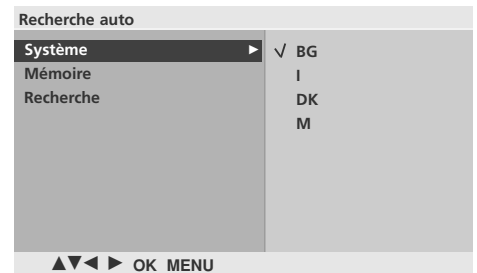 Recherche auto
Système ▶ √ BG
Mémoire I
Recherche DK
M
▲▼◀ ▶ OK MENU